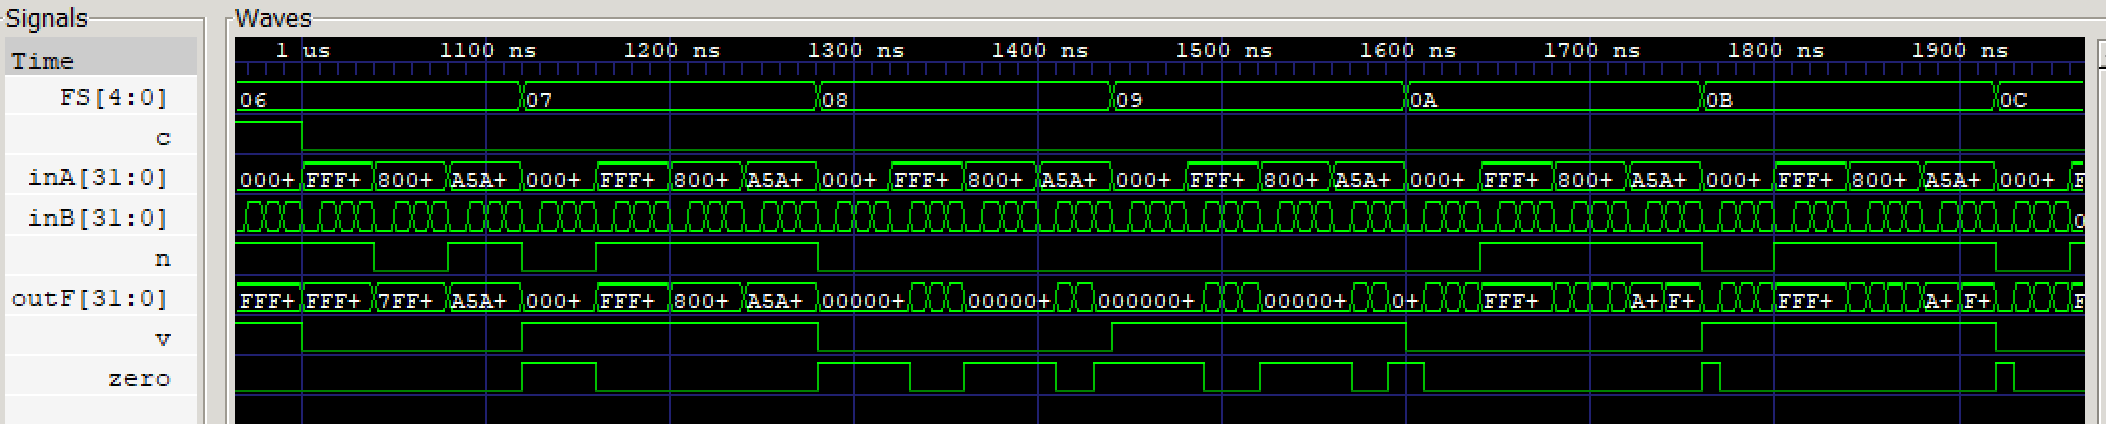 Signals Waves
Time 1 us 1100 ns 1200 ns 1300 ns 1400 ns 1500 ns 1600 ns 1700 ns 1800 ns 1900 ns
FS[4:0] 06 07 08 09 0A 0B 0C
c
inA[31:0] 000+ FFF+ 800+ A5A+ 000+ FFF+ 800+ A5A+ 000+ FFF+ 800+ A5A+ 000+ FFF+ 800+ A5A+ 000+ FFF+ 800+ A5A+ 000+ FFF+ 800+ A5A+ 000+ F
inB[31:0] 0
n
outF[31:0] FFF+ FFF+ 7FF+ A5A+ 000+ FFF+ 800+ A5A+ 00000+ 00000+ 000000+ 00000+ 0+ FFF+ A+ F+ FFF+ A+ F+ F
v
zero